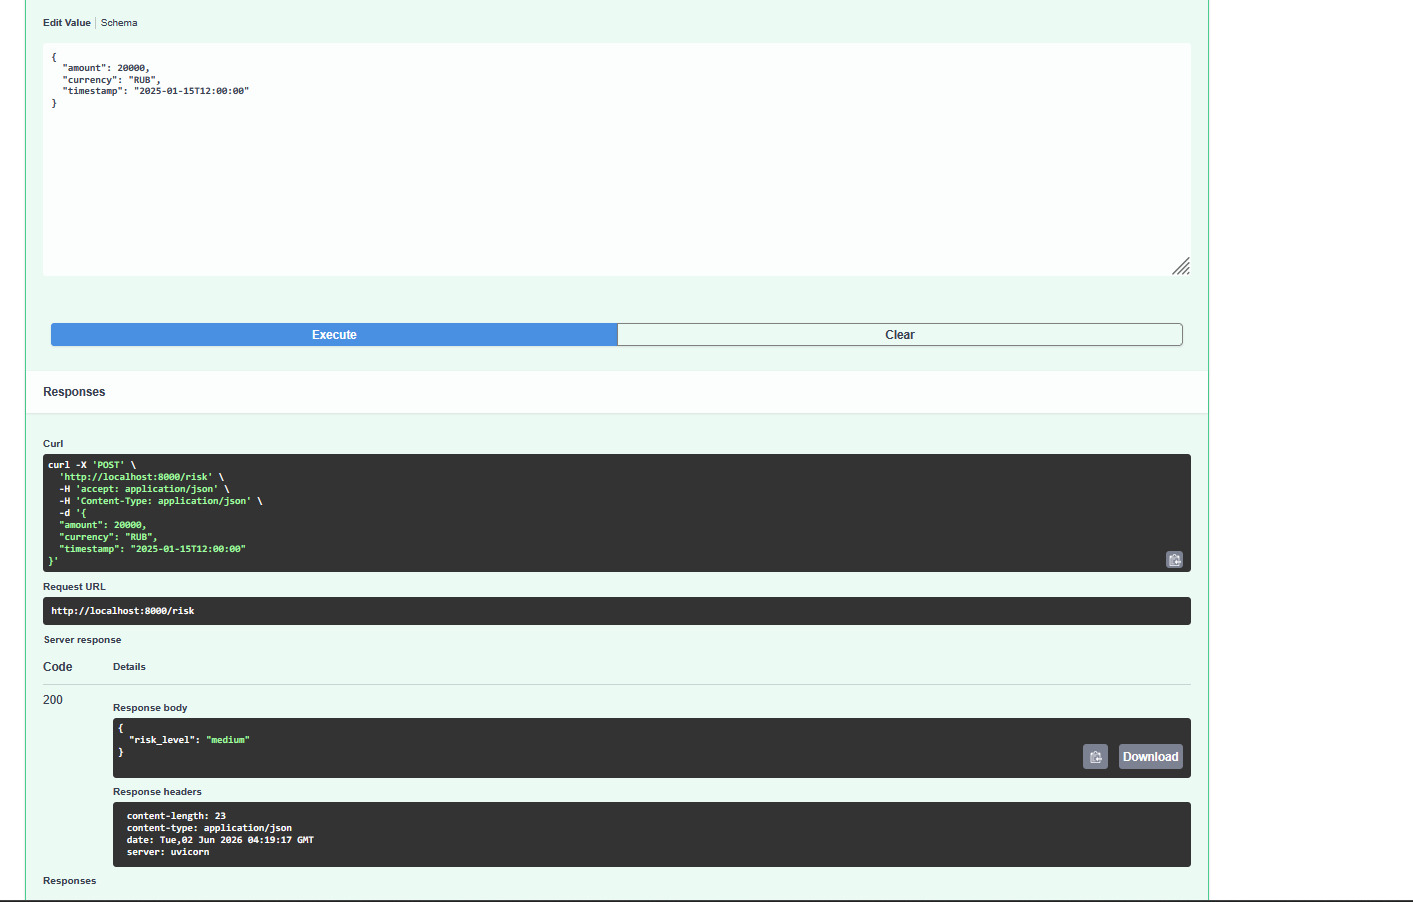 Edit Value | Schema
{
  "amount": 20000,
  "currency": "RUB",
  "timestamp": "2025-01-15T12:00:00"
}
Execute
Clear
Responses
Curl
curl -X 'POST' \
  'http://localhost:8000/risk' \
  -H 'accept: application/json' \
  -H 'Content-Type: application/json' \
  -d '{
  "amount": 20000,
  "currency": "RUB",
  "timestamp": "2025-01-15T12:00:00"
}'
Request URL
http://localhost:8000/risk
Server response
Code Details
200
Response body
{
  "risk_level": "medium"
}
Download
Response headers
content-length: 23
content-type: application/json
date: Tue,02 Jun 2026 04:19:17 GMT
server: uvicorn
Responses